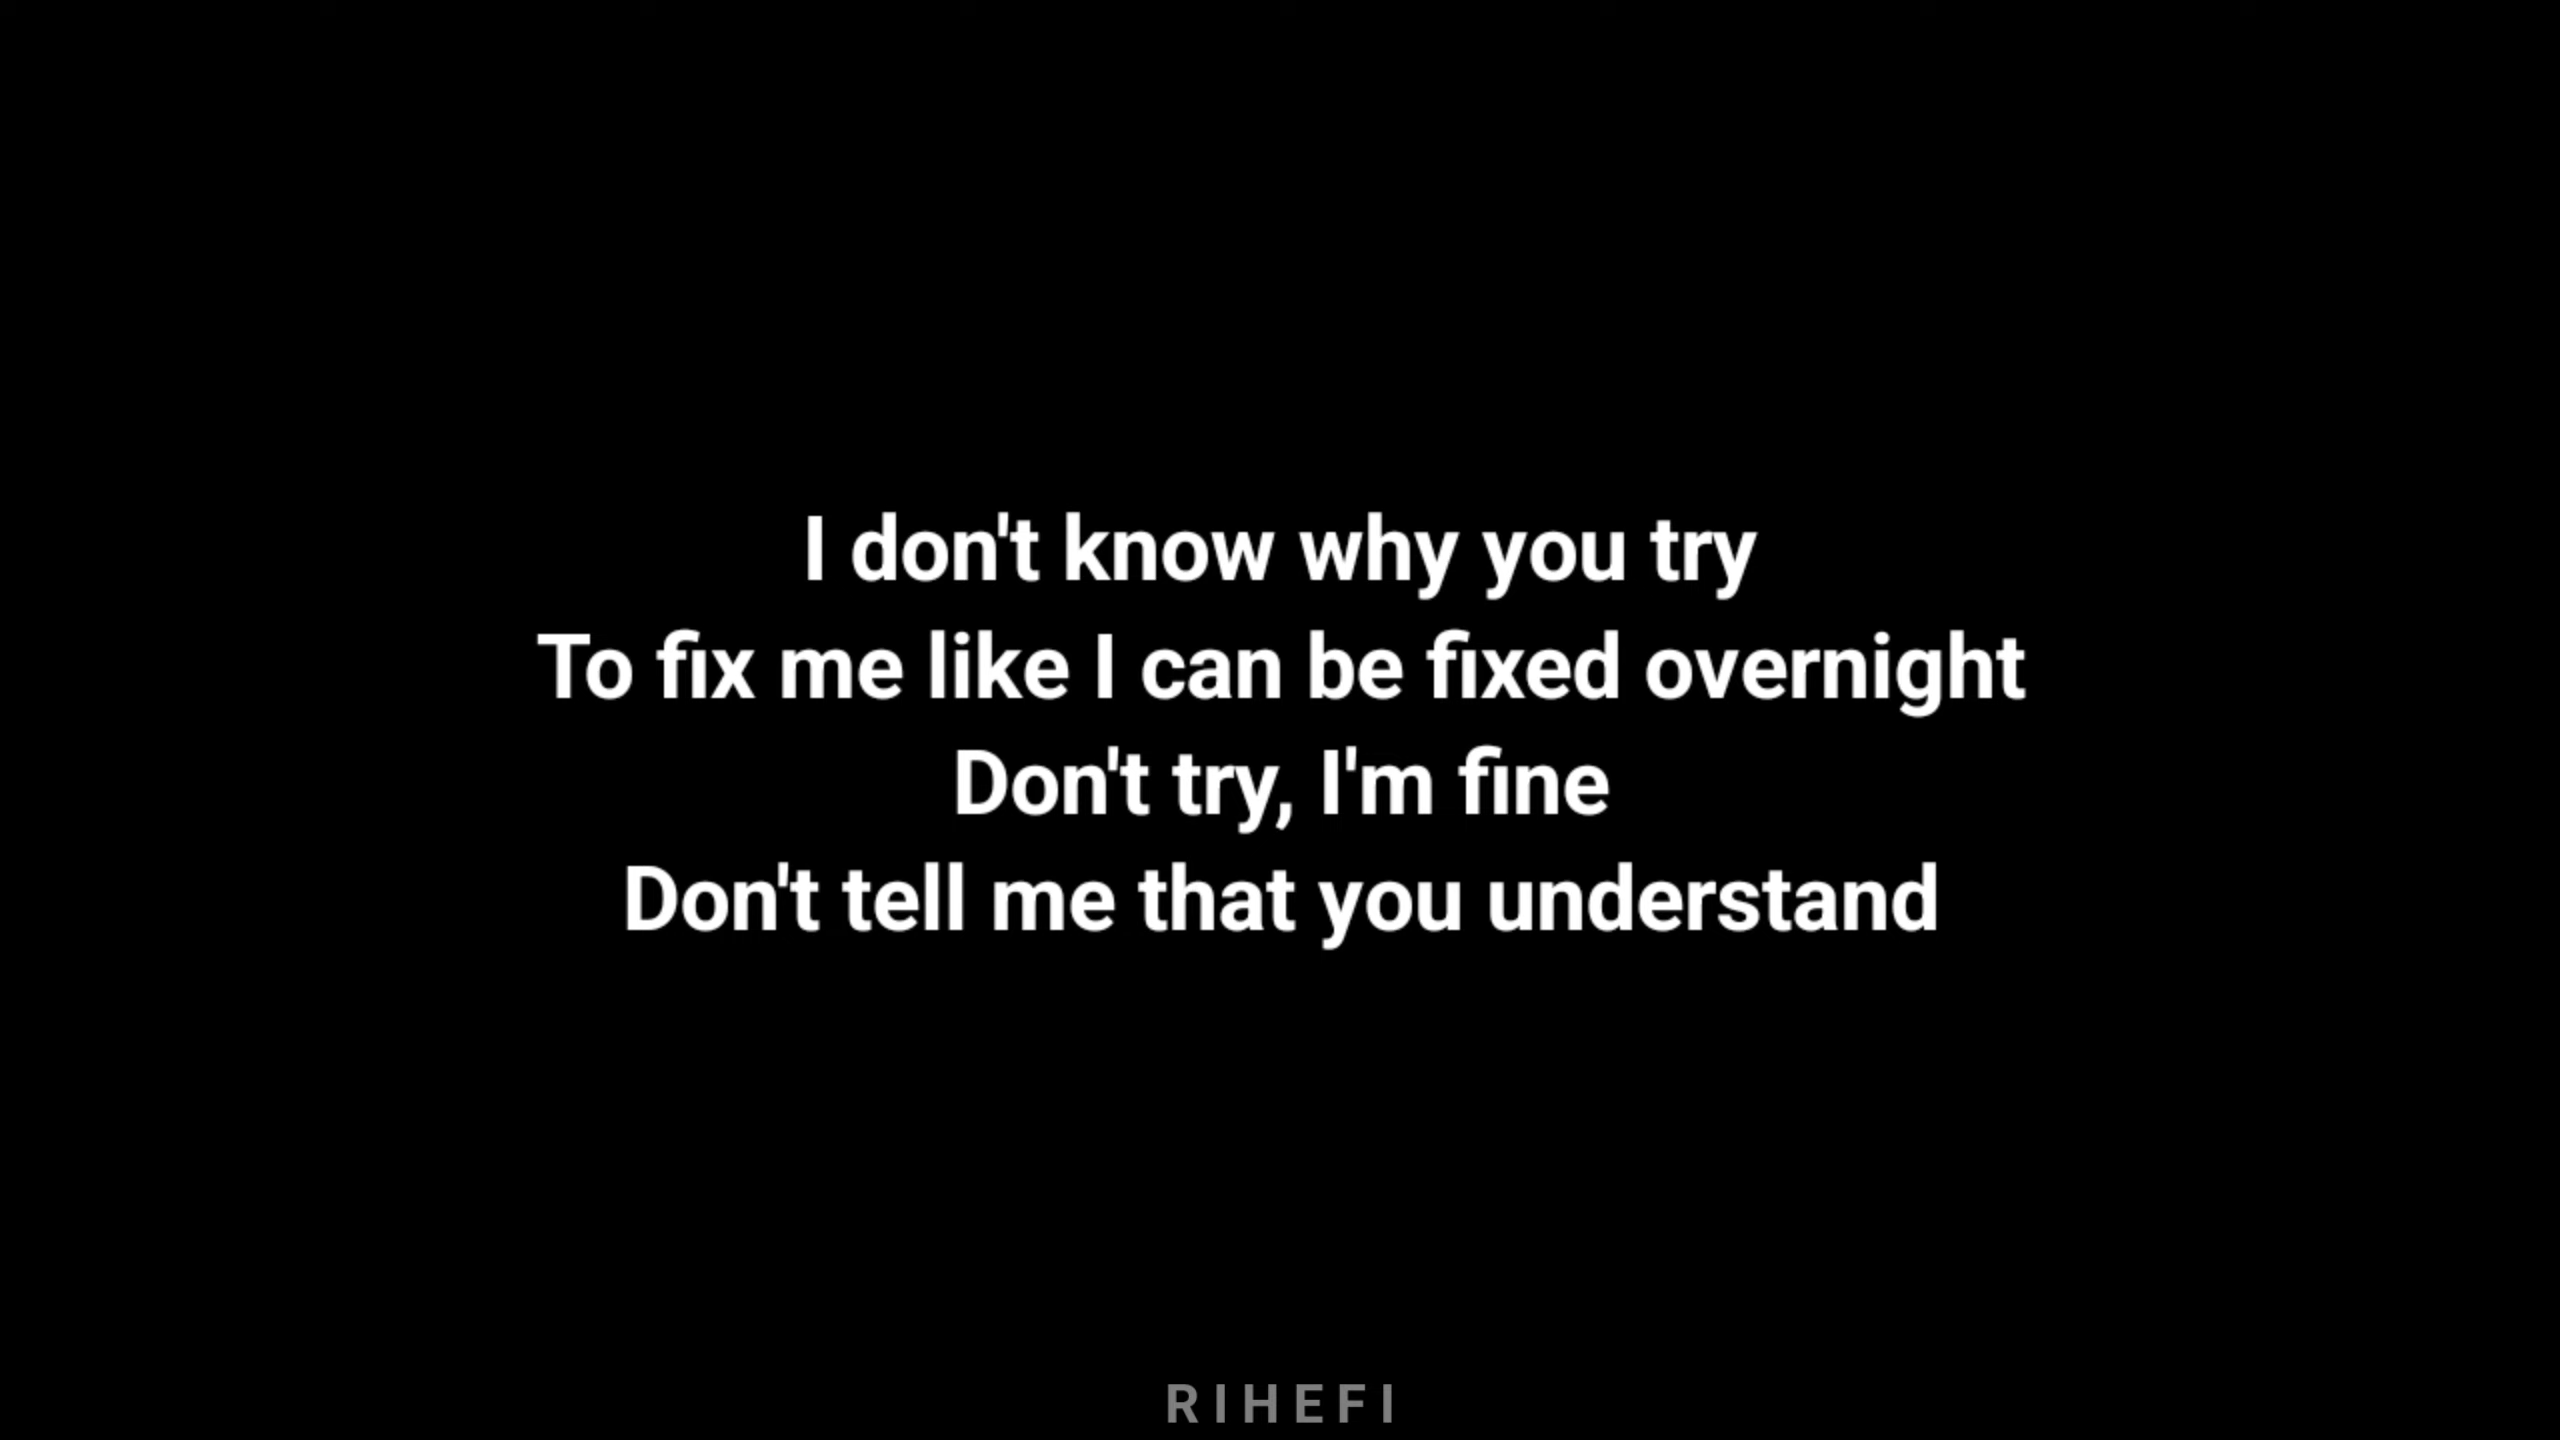 I don't know why you try
To fix me like I can be fixed overnight
Don't try, I'm fine
Don't tell me that you understand
RIHEFI